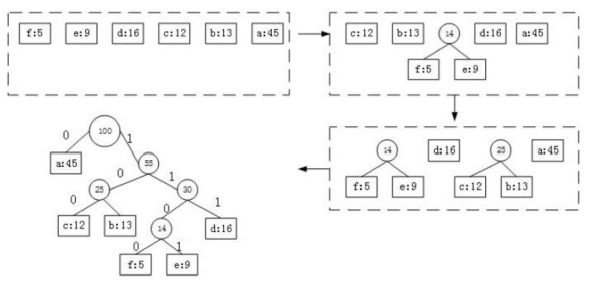 f:5 e:9 d:16 c:12 b:13 a:45
c:12 b:13 14 d:16 a:45
f:5 e:9
14 d:16 25 a:45
f:5 e:9 c:12 b:13
100
0 1
a:45 55
0 1
25 30
0 0 1
c:12 b:13 14 d:16
0 1
f:5 e:9